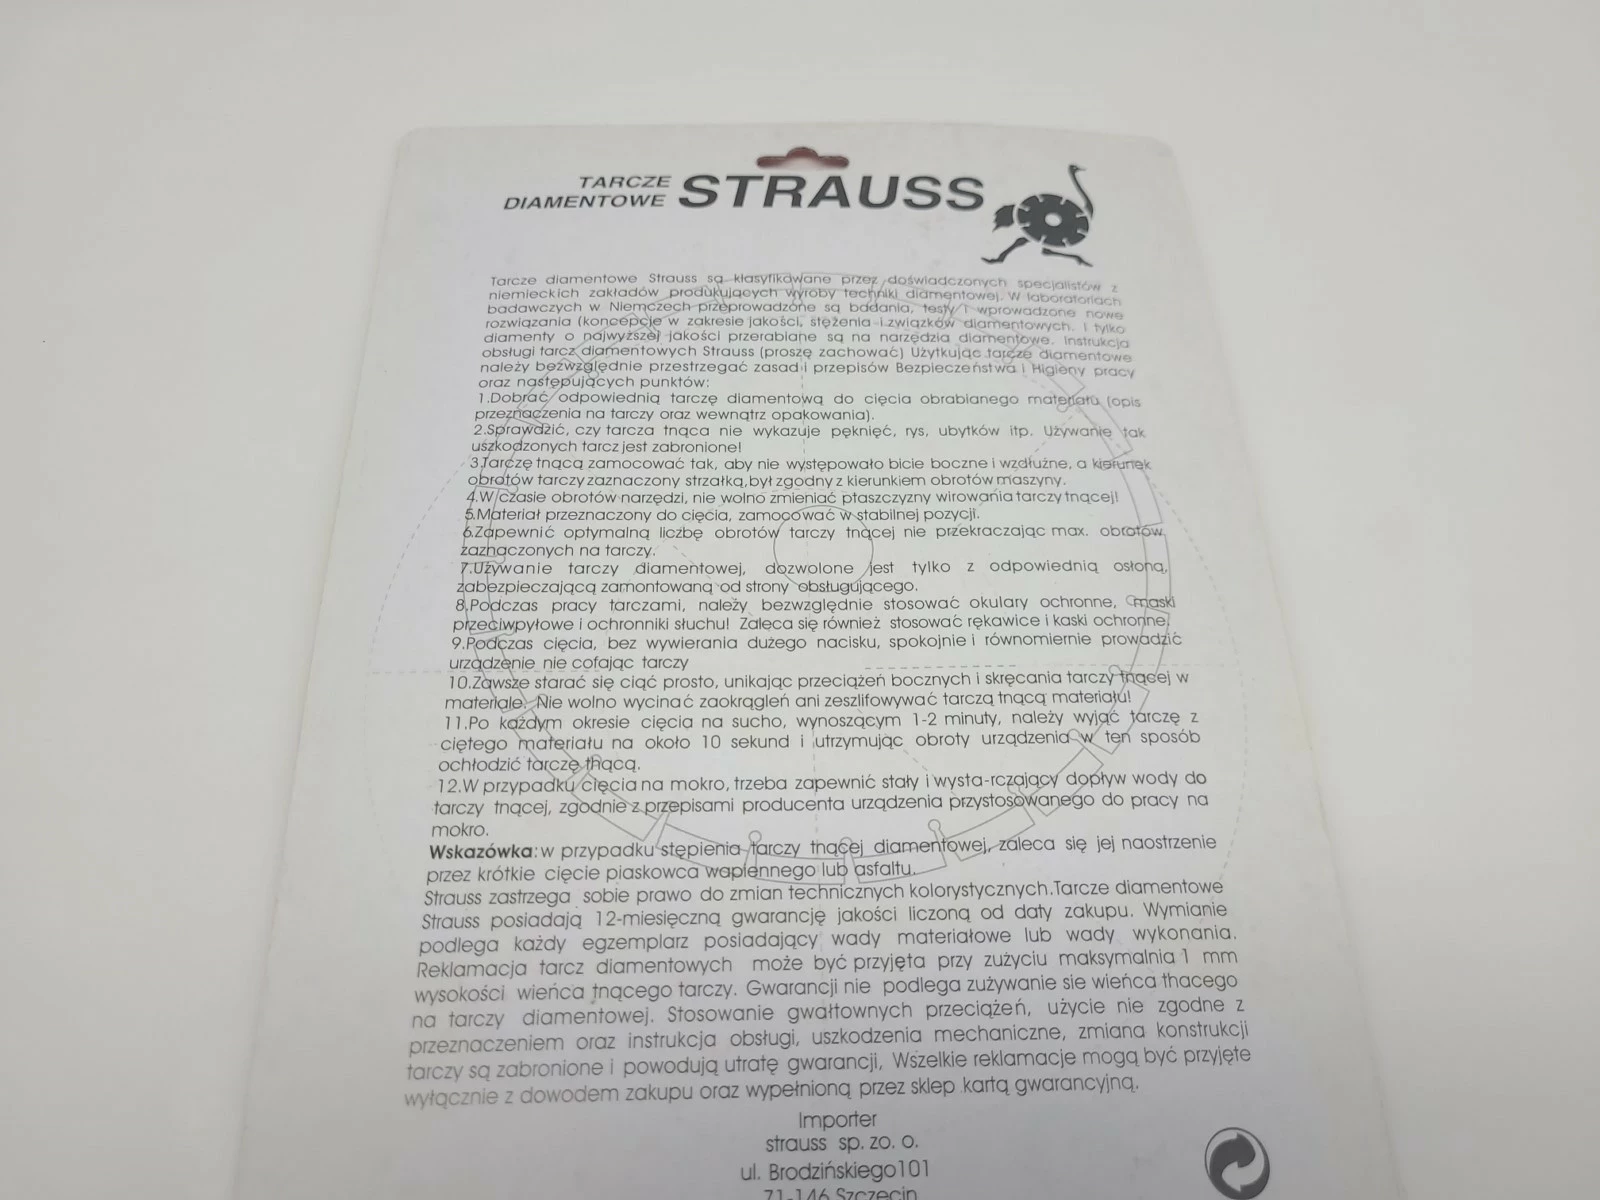 TARCZE
DIAMENTOWE STRAUSS
Tarcze diamentowe Strauss są klasyfikowane przez doświadczonych specjalistów z
niemieckich zakładów produkujących wyroby techniki diamentowej. W laboratoriach
badawczych w Niemczech przeprowadzone są badania, testy i wprowadzone nowe
rozwiązania (koncepcje w zakresie jakości, stężenia i związków diamentowych. I tylko
diamenty o najwyższej jakości przerabiane są na narzędzia diamentowe. Instrukcja
obsługi tarcz diamentowych Strauss (proszę zachować) Użytkując tarcze diamentowe
należy bezwzględnie przestrzegać zasad i przepisów Bezpieczeństwa i Higieny pracy
oraz następujących punktów:
1.Dobrać odpowiednią tarczę diamentową do cięcia obrabianego materiału (opis
przeznaczenia na tarczy oraz wewnątrz opakowania).
2.Sprawdzić, czy tarcza tnąca nie wykazuje pęknięć, rys, ubytków itp. Używanie tak
uszkodzonych tarcz jest zabronione!
3.Tarczę tnącą zamocować tak, aby nie występowało bicie boczne i wzdłużne, a kierunek
obrotów tarczy zaznaczony strzałką,był zgodny z kierunkiem obrotów maszyny.
4.W czasie obrotów narzędzi, nie wolno zmieniać płaszczyzny wirowania tarczy tnącej!
5.Materiał przeznaczony do cięcia, zamocować w stabilnej pozycji.
6.Zapewnić optymalną liczbę obrotów tarczy tnącej nie przekraczając max. obrotów
zaznaczonych na tarczy.
7.Używanie tarczy diamentowej, dozwolone jest tylko z odpowiednią osłoną,
zabezpieczającą zamontowaną od strony obsługującego.
8.Podczas pracy tarczami, należy bezwzględnie stosować okulary ochronne, maski
przeciwpyłowe i ochronniki słuchu! Zaleca się również stosować rękawice i kaski ochronne.
9.Podczas cięcia, bez wywierania dużego nacisku, spokojnie i równomiernie prowadzić
urządzenie nie cofając tarczy
10.Zawsze starać się ciąć prosto, unikając przeciążeń bocznych i skręcania tarczy tnącej w
materiale. Nie wolno wycinać zaokrągleń ani zeszlifowywać tarczą tnącą materiału!
11.Po każdym okresie cięcia na sucho, wynoszącym 1-2 minuty, należy wyjąć tarczę z
ciętego materiału na około 10 sekund i utrzymując obroty urządzenia w ten sposób
ochłodzić tarczę tnącą.
12.W przypadku cięcia na mokro, trzeba zapewnić stały i wysta-rczający dopływ wody do
tarczy tnącej, zgodnie z przepisami producenta urządzenia przystosowanego do pracy na
mokro.
Wskazówka: w przypadku stępienia tarczy tnącej diamentowej, zaleca się jej naostrzenie
przez krótkie cięcie piaskowca wapiennego lub asfaltu.
Strauss zastrzega sobie prawo do zmian technicznych kolorystycznych.Tarcze diamentowe
Strauss posiadają 12-miesięczną gwarancję jakości liczoną od daty zakupu. Wymianie
podlega każdy egzemplarz posiadający wady materiałowe lub wady wykonania.
Reklamacja tarcz diamentowych może być przyjęta przy zużyciu maksymalnia 1 mm
wysokości wieńca tnącego tarczy. Gwarancji nie podlega zużywanie sie wieńca thacego
na tarczy diamentowej. Stosowanie gwałtownych przeciążeń, użycie nie zgodne z
przeznaczeniem oraz instrukcja obsługi, uszkodzenia mechaniczne, zmiana konstrukcji
tarczy są zabronione i powodują utratę gwarancji, Wszelkie reklamacje mogą być przyjęte
wyłącznie z dowodem zakupu oraz wypełnioną przez sklep kartą gwarancyjną.
Importer
strauss sp. zo. o.
ul. Brodzińskiego101
71-146 Szczecin